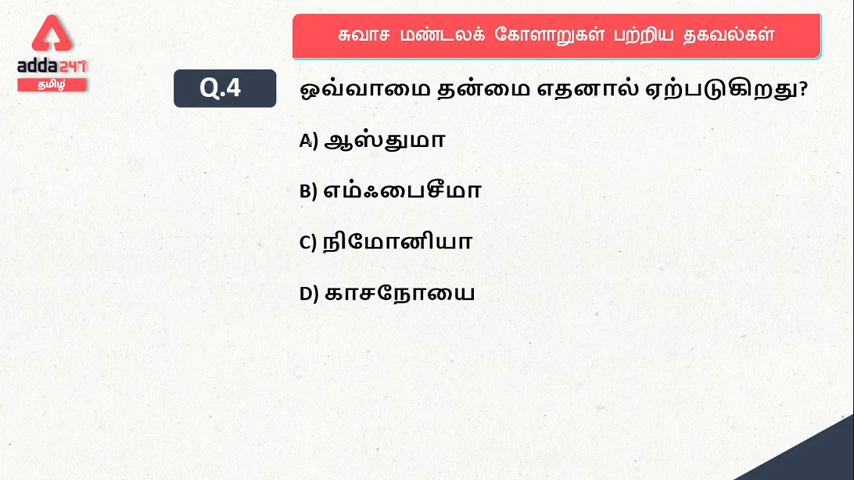 சுவாச மண்டலக் கோளாறுகள் பற்றிய தகவல்கள்
adda247
தமிழ்
Q.4 ஒவ்வாமை தன்மை எதனால் ஏற்படுகிறது?
A) ஆஸ்துமா
B) எம்ஃபைசீமா
C) நிமோனியா
D) காசநோயை